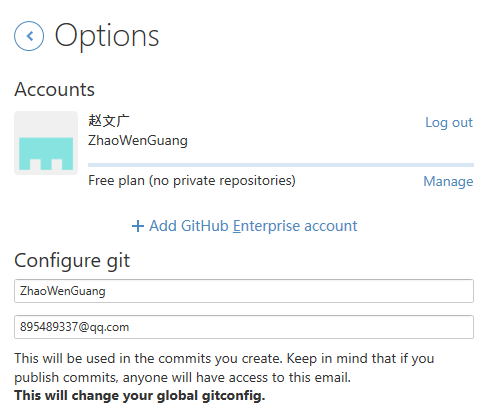 Options
Accounts
赵文广
Log out
ZhaoWenGuang
Free plan (no private repositories)
Manage
+ Add GitHub Enterprise account
Configure git
ZhaoWenGuang
895489337@qq.com
This will be used in the commits you create. Keep in mind that if you
publish commits, anyone will have access to this email.
This will change your global gitconfig.